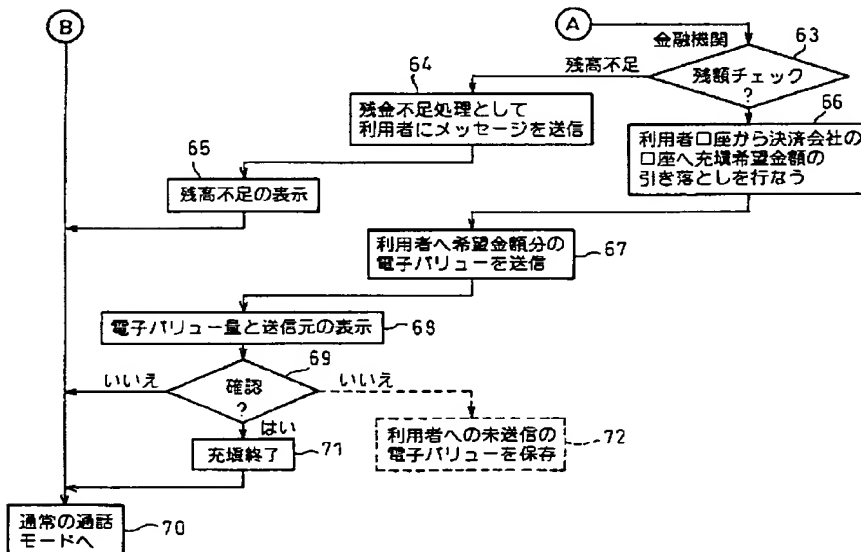 B
A
金融機関
63
残額チェック
?
残高不足
64
残金不足処理として
利用者にメッセージを送信
66
利用者口座から決済会社の
口座へ充填希望金額の
引き落としを行なう
65
残高不足の表示
利用者へ希望金額分の
電子バリューを送信
67
電子バリュー量と送信元の表示
68
69
確認
?
いいえ
いいえ
はい
充填終了
71
利用者への未送信の
電子バリューを保存
72
通常の通話
モードへ
70